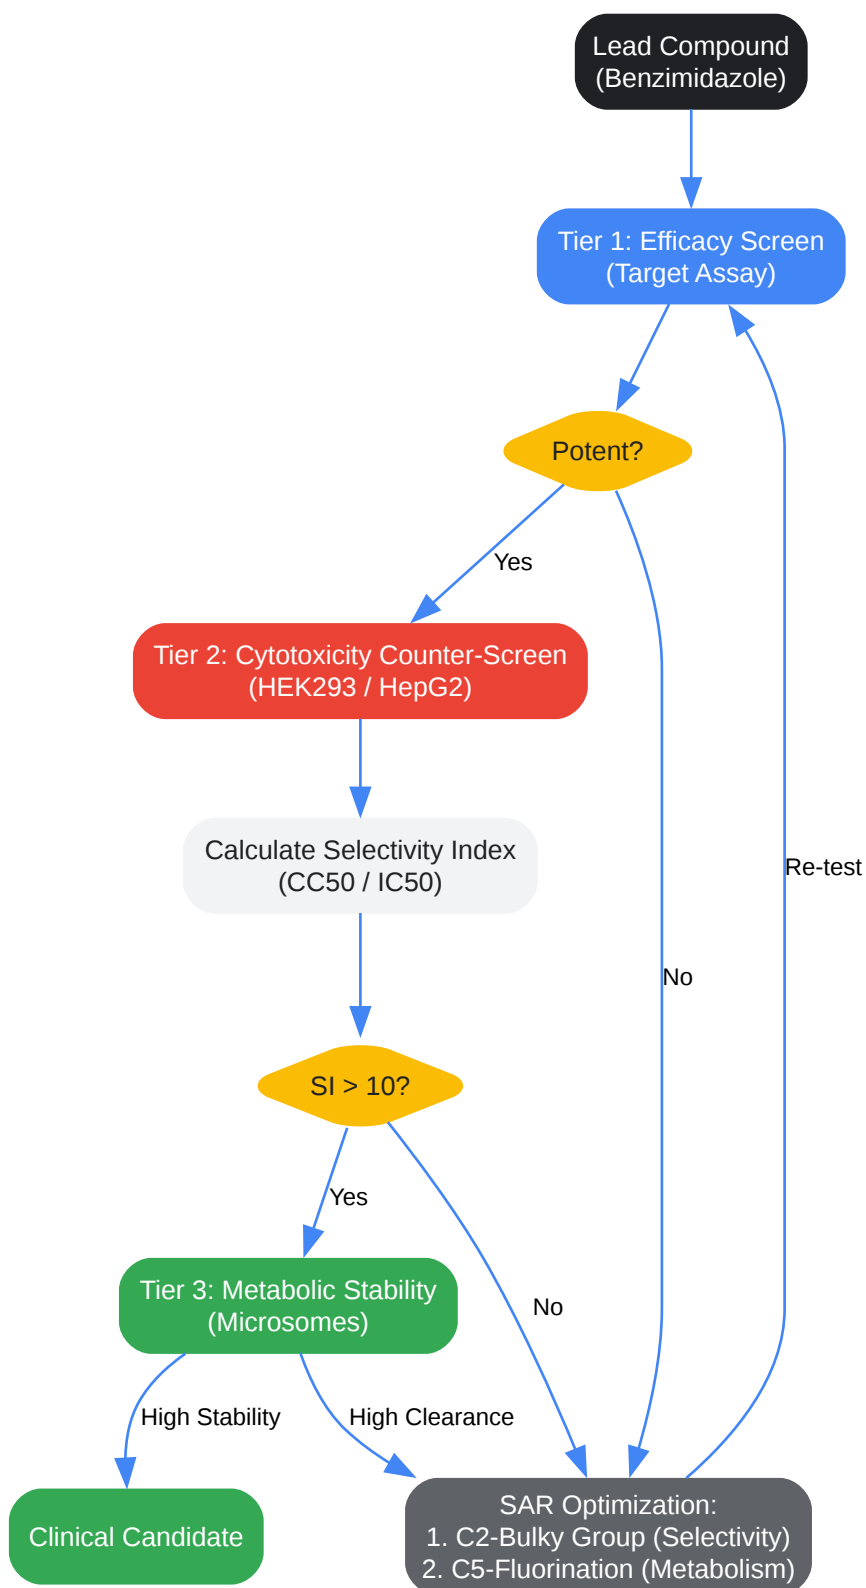 Lead Compound
(Benzimidazole)
Tier 1: Efficacy Screen
(Target Assay)
Potent?
Yes
Tier 2: Cytotoxicity Counter-Screen
(HEK293 / HepG2)
Calculate Selectivity Index
(CC50 / IC50)
Re-test
No
SI > 10?
Yes
Tier 3: Metabolic Stability
(Microsomes)
No
High Stability
High Clearance
Clinical Candidate
SAR Optimization:
1. C2-Bulky Group (Selectivity)
2. C5-Fluorination (Metabolism)